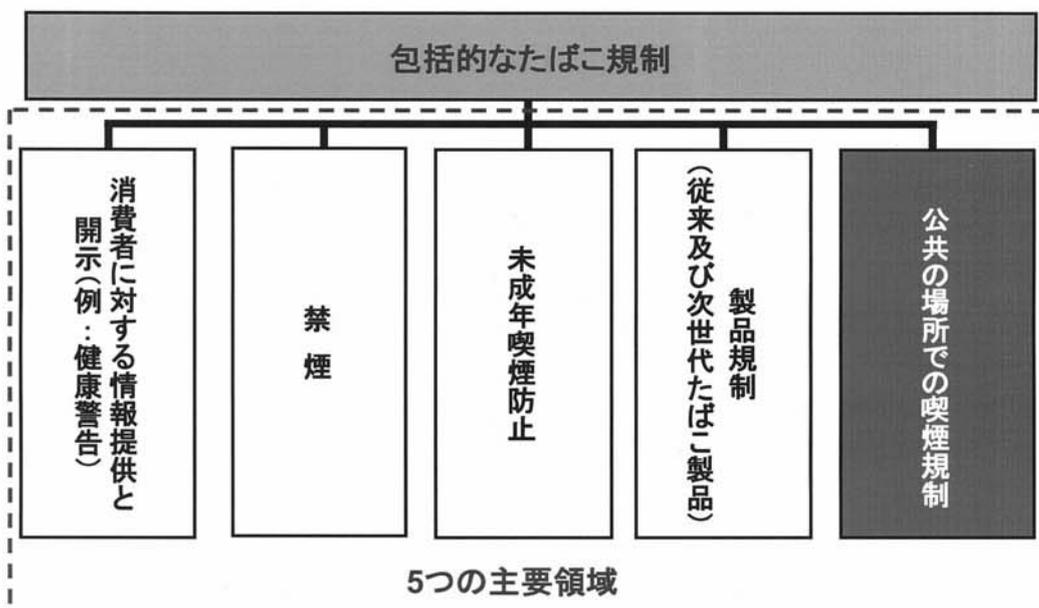 包括的なたばこ規制
消費者に対する情報提供と
開示(例:健康警告)
禁煙
未成年喫煙防止
製品規制
(従来及び次世代たばこ製品)
公共の場所での喫煙規制
5つの主要領域